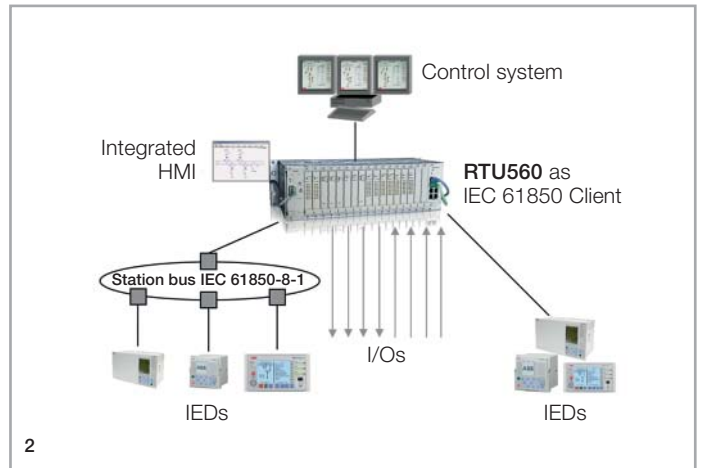 Control system
Integrated
HMI
RTU560 as
IEC 61850 Client
Station bus IEC 61850-8-1
I/Os
IEDs
IEDs
2